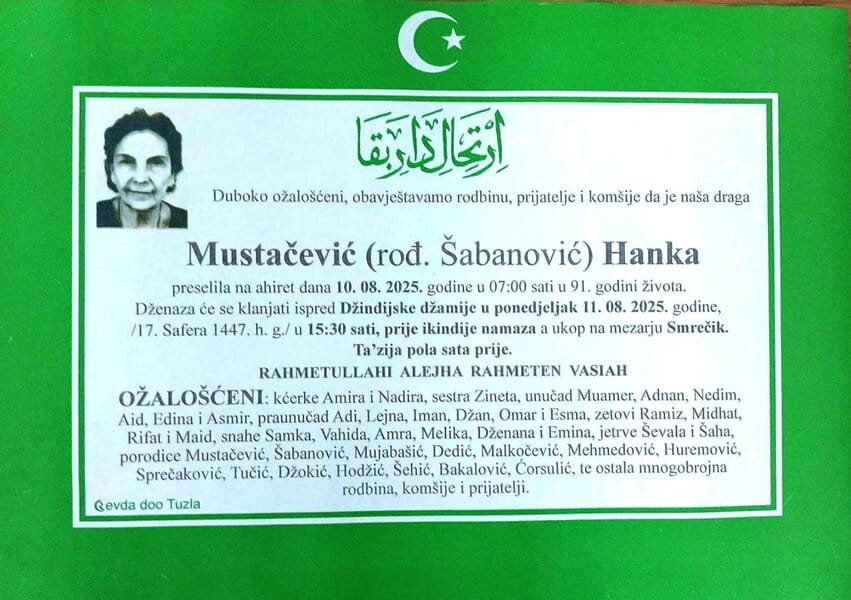 اِرْتِحَالِ دَارِ بَقَا
Duboko ožalošćeni, obavještavamo rodbinu, prijatelje i komšije da je naša draga
Mustačević (rođ. Šabanović) Hanka
preselila na ahiret dana 10. 08. 2025. godine u 07:00 sati u 91. godini života.
Dženaza će se klanjati ispred Džindijske džamije u ponedjeljak 11. 08. 2025. godine,
/17. Safera 1447. h. g./ u 15:30 sati, prije ikindije namaza a ukop na mezarju Smrečik.
Ta’zija pola sata prije.
RAHMETULLAHI ALEJHA RAHMETEN VASIAH
OŽALOŠĆENI: kćerke Amira i Nadira, sestra Zineta, unučad Muamer, Adnan, Nedim,
Aid, Edina i Asmir, praunučad Adi, Lejna, Iman, Džan, Omar i Esma, zetovi Ramiz, Midhat,
Rifat i Maid, snahe Samka, Vahida, Amra, Melika, Dženana i Emina, jetrve Ševala i Šaha,
porodice Mustačević, Šabanović, Mujabašić, Dedić, Malkočević, Mehmedović, Huremović,
Sprečaković, Tučić, Džokić, Hodžić, Šehić, Bakalović, Ćorsulić, te ostala mnogobrojna
rodbina, komšije i prijatelji.
Ćevda doo Tuzla